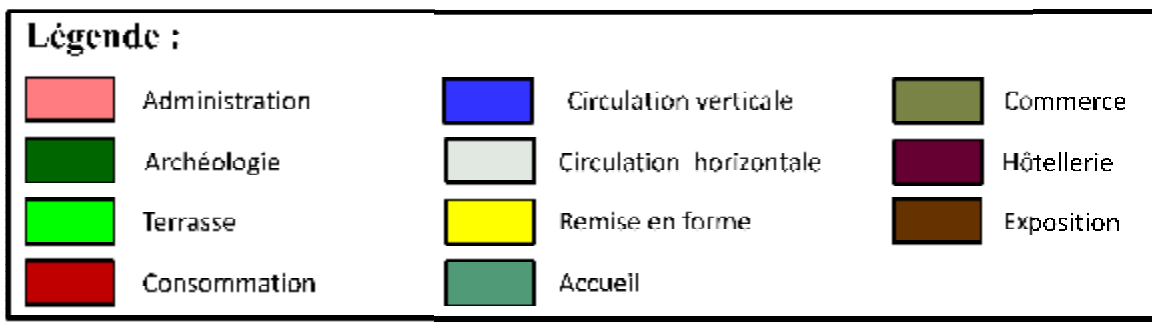 Légende :
Administration
Circulation verticale
Commerce
Archéologie
Circulation horizontale
Hôtellerie
Terrasse
Remise en forme
Exposition
Consommation
Accueil